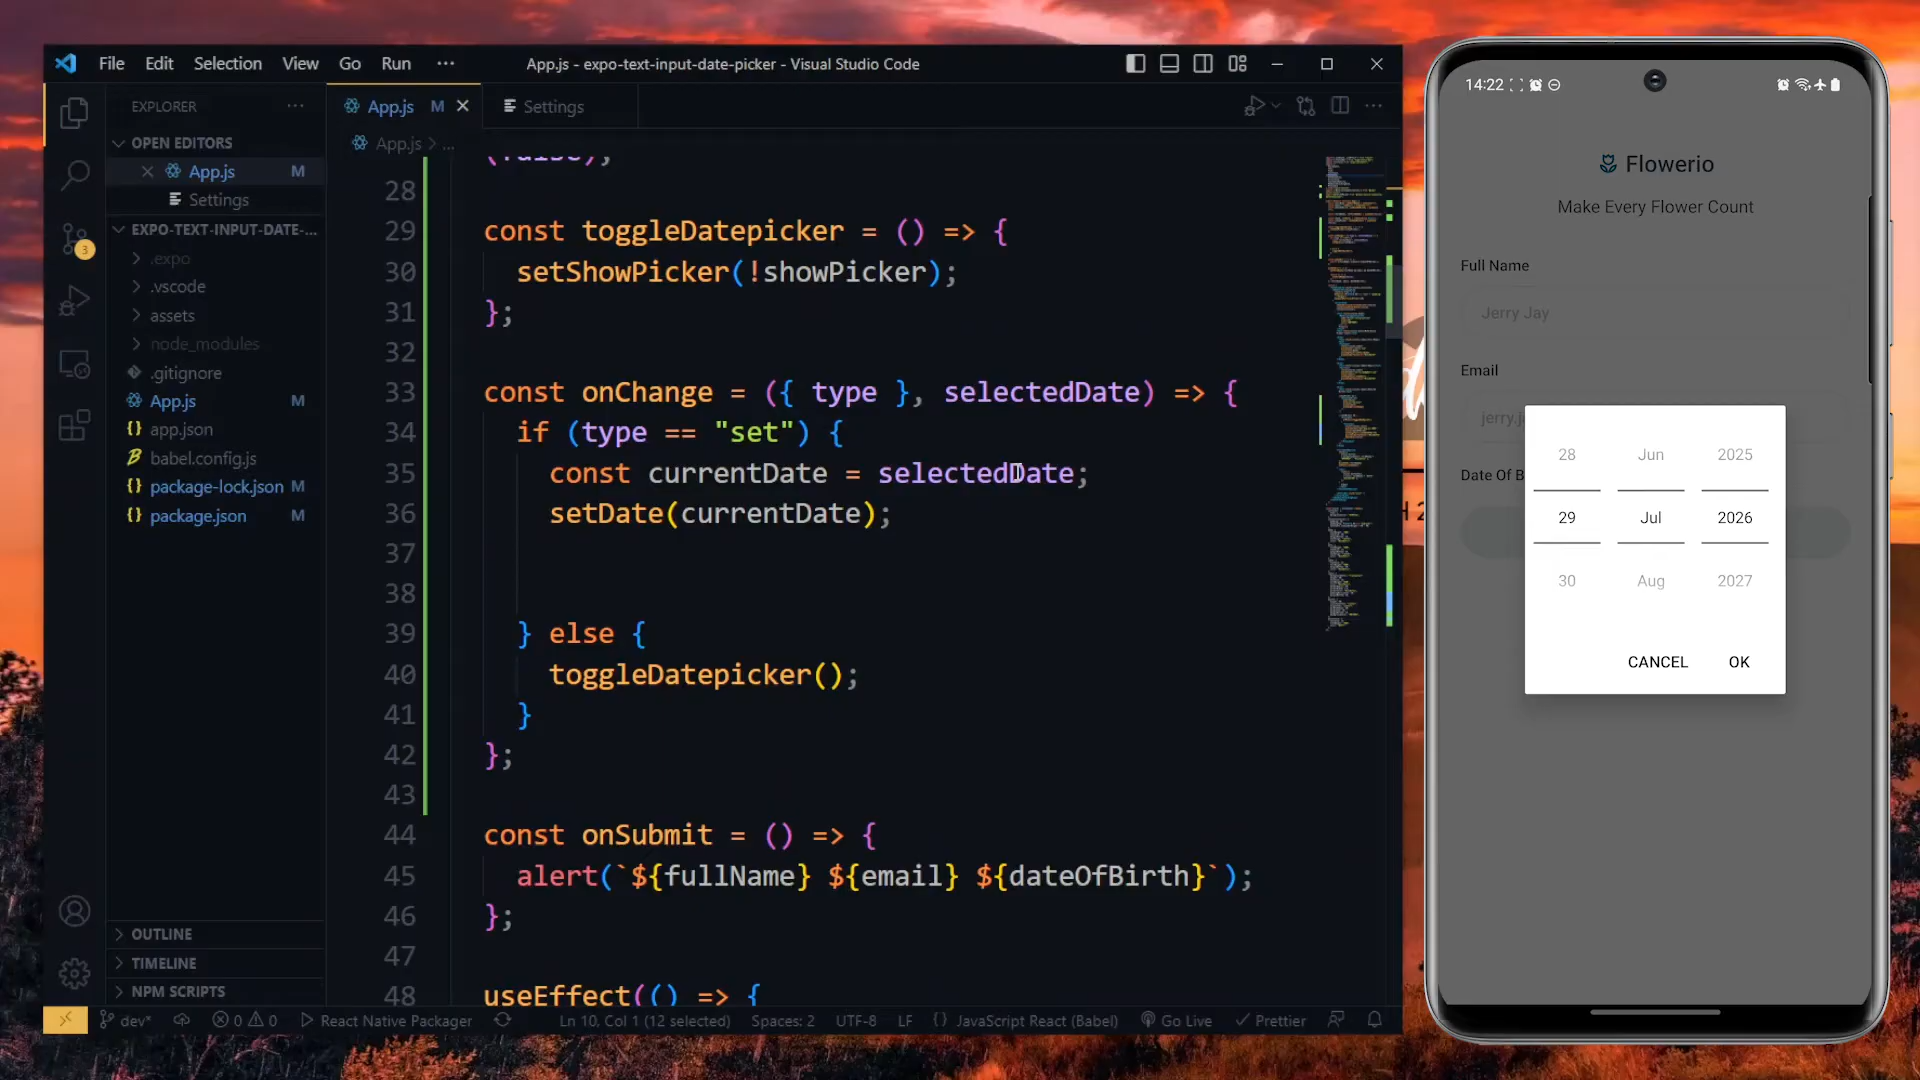 File Edit Selection View Go Run ···
App.js - expo-text-input-date-picker - Visual Studio Code
EXPLORER ···
OPEN EDITORS
App.js M
Settings
EXPO-TEXT-INPUT-DATE-...
.expo
.vscode
assets
node_modules
.gitignore
App.js M
app.json
babel.config.js
package-lock.json M
package.json M
OUTLINE
TIMELINE
NPM SCRIPTS
3
App.js M
Settings
App.js > ...
(false);
28
29 const toggleDatepicker = () => {
30 setShowPicker(!showPicker);
31 };
32
33 const onChange = ({ type }, selectedDate) => {
34 if (type == "set") {
35 const currentDate = selectedDate;
36 setDate(currentDate);
37
38
39 } else {
40 toggleDatepicker();
41 }
42 };
43
44 const onSubmit = () => {
45 alert(`${fullName} ${email} ${dateOfBirth}`);
46 };
47
48 useEffect(() => {
dev* 0 0 React Native Packager Ln 10, Col 1 (12 selected) Spaces: 2 UTF-8 LF {} JavaScript React (Babel) Go Live Prettier
14:22
Flowerio
Make Every Flower Count
Full Name
Jerry Jay
Email
jerry.j
Date Of B
28 Jun 2025
29 Jul 2026
30 Aug 2027
CANCEL OK